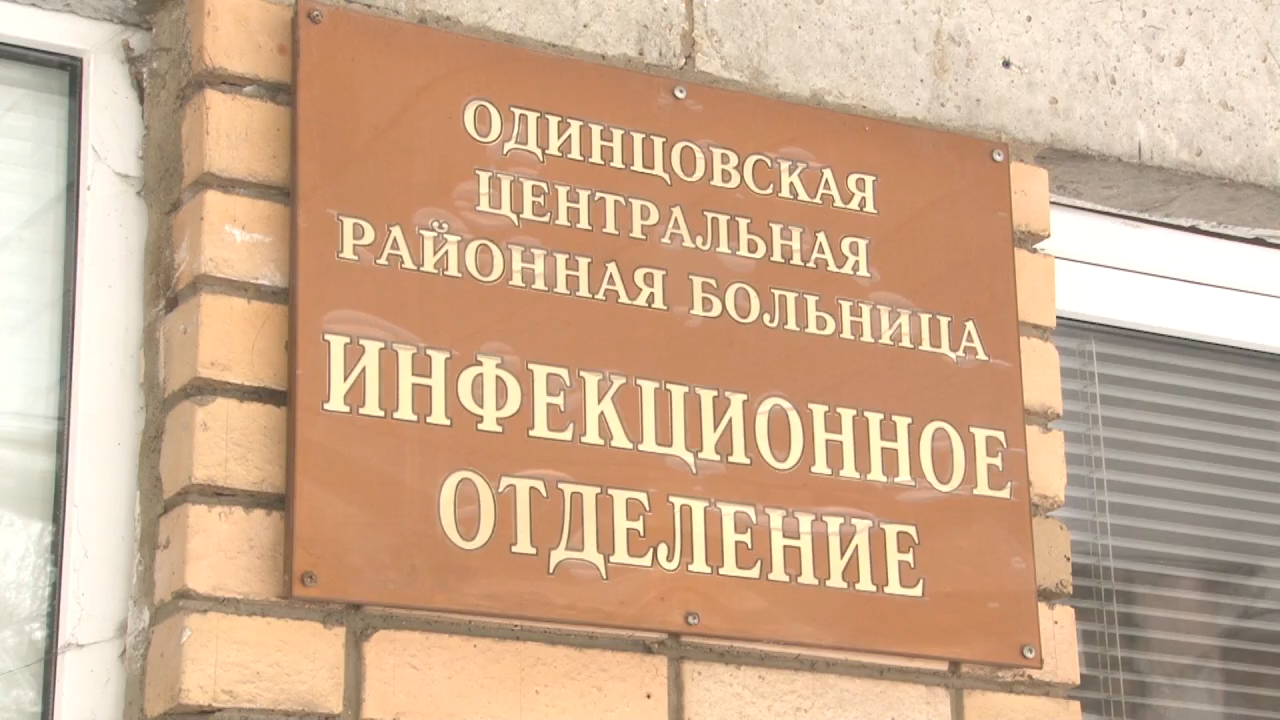 ОДИНЦОВСКАЯ
ЦЕНТРАЛЬНАЯ
РАЙОННАЯ БОЛЬНИЦА
ИНФЕКЦИОННОЕ
ОТДЕЛЕНИЕ